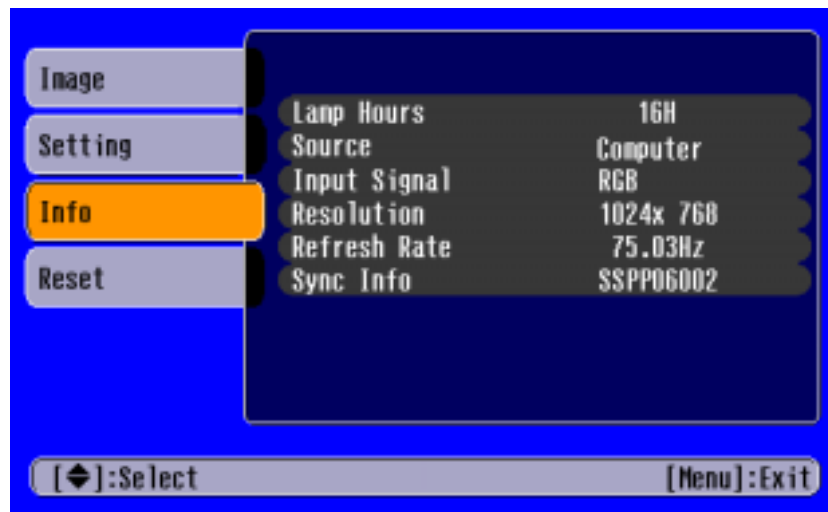 Image
Setting
Info
Reset
Lamp Hours 16H
Source Computer
Input Signal RGB
Resolution 1024x 768
Refresh Rate 75.03Hz
Sync Info SSPP06002
[◆]:Select [Menu]:Exit